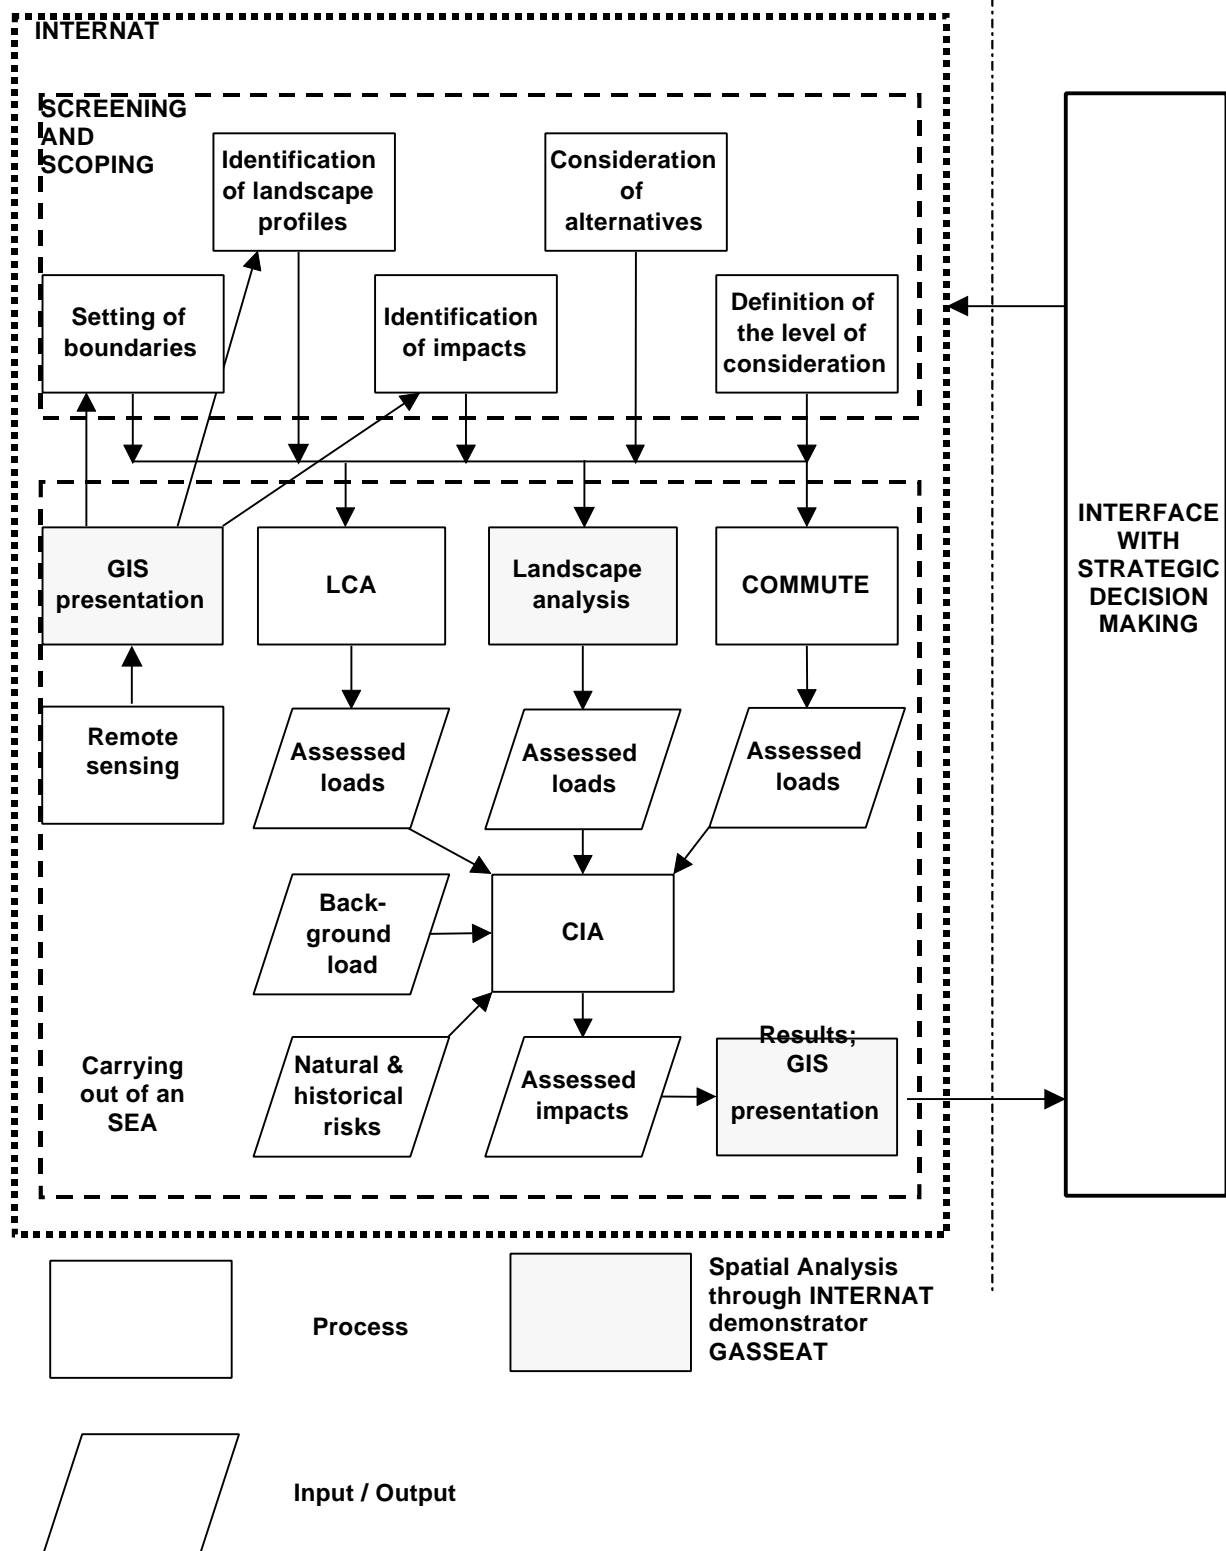 INTERNAT
SCREENING
AND
SCOPING
Identification
of landscape
profiles
Consideration
of
alternatives
Setting of
boundaries
Identification
of impacts
Definition of
the level of
consideration
GIS
presentation
LCA
Landscape
analysis
COMMUTE
INTERFACE
WITH
STRATEGIC
DECISION
MAKING
Remote
sensing
Assessed
loads
Assessed
loads
Assessed
loads
Back-
ground
load
CIA
Carrying
out of an
SEA
Natural &
historical
risks
Assessed
impacts
Results;
GIS
presentation
Process
Spatial Analysis
through INTERNAT
demonstrator
GASSEAT
Input / Output